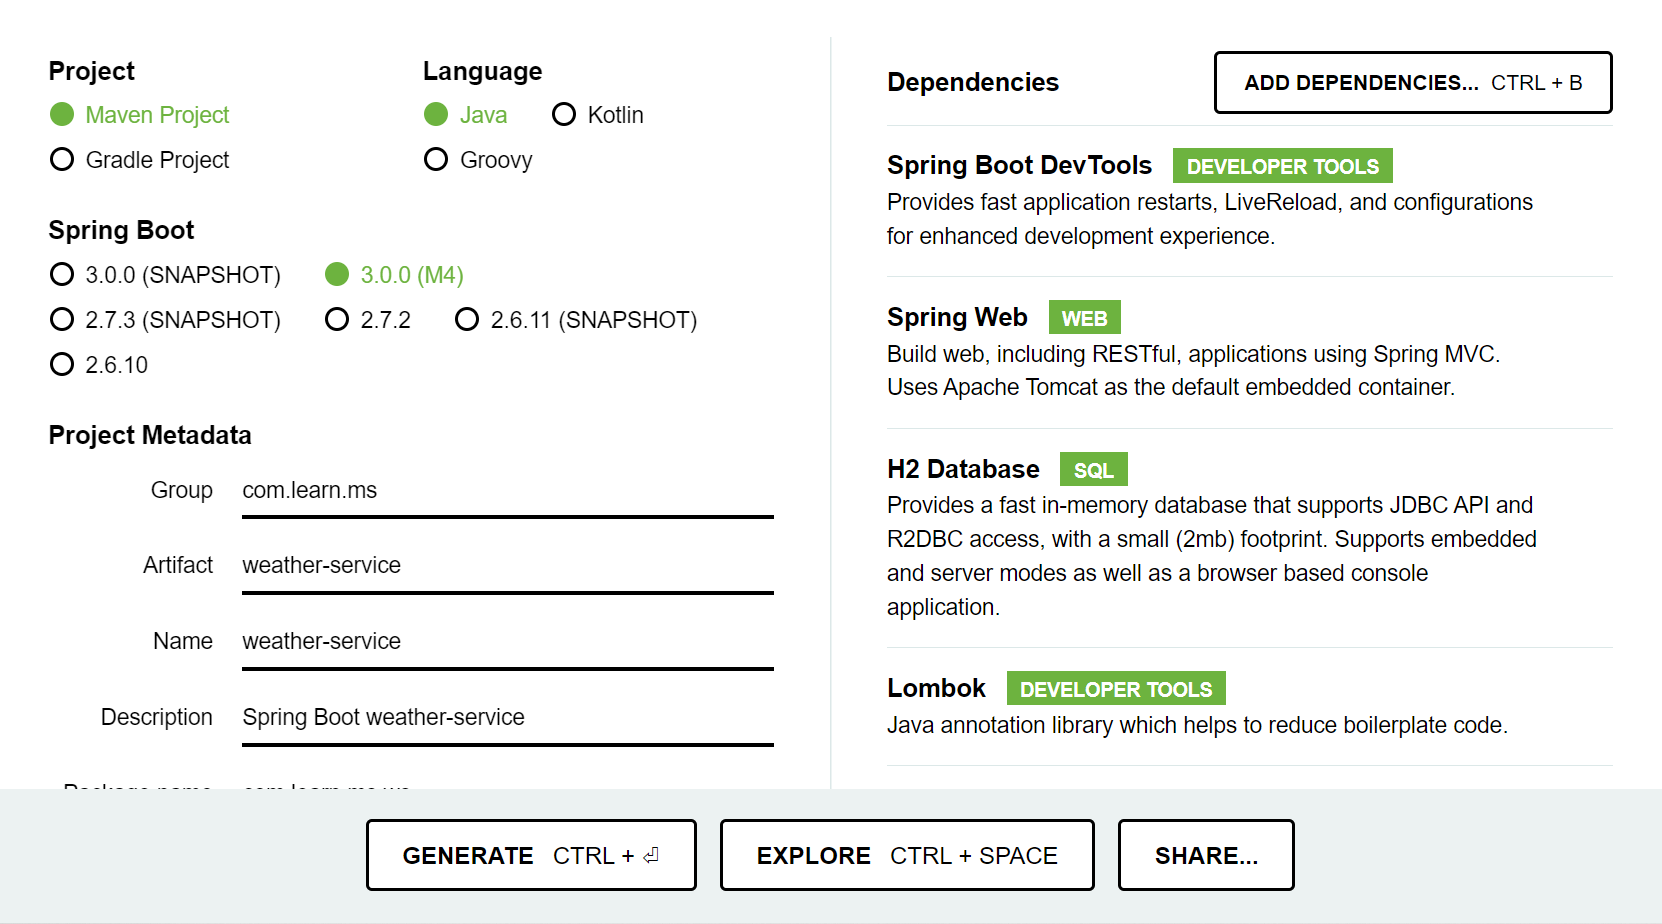 Project
Language
Maven Project
Java
Kotlin
Gradle Project
Groovy
Spring Boot
3.0.0 (SNAPSHOT)
3.0.0 (M4)
2.7.3 (SNAPSHOT)
2.7.2
2.6.11 (SNAPSHOT)
2.6.10
Project Metadata
Group com.learn.ms
Artifact weather-service
Name weather-service
Description Spring Boot weather-service
Package name
Dependencies
ADD DEPENDENCIES... CTRL + B
Spring Boot DevTools DEVELOPER TOOLS
Provides fast application restarts, LiveReload, and configurations
for enhanced development experience.
Spring Web WEB
Build web, including RESTful, applications using Spring MVC.
Uses Apache Tomcat as the default embedded container.
H2 Database SQL
Provides a fast in-memory database that supports JDBC API and
R2DBC access, with a small (2mb) footprint. Supports embedded
and server modes as well as a browser based console
application.
Lombok DEVELOPER TOOLS
Java annotation library which helps to reduce boilerplate code.
GENERATE CTRL + ⏎
EXPLORE CTRL + SPACE
SHARE...